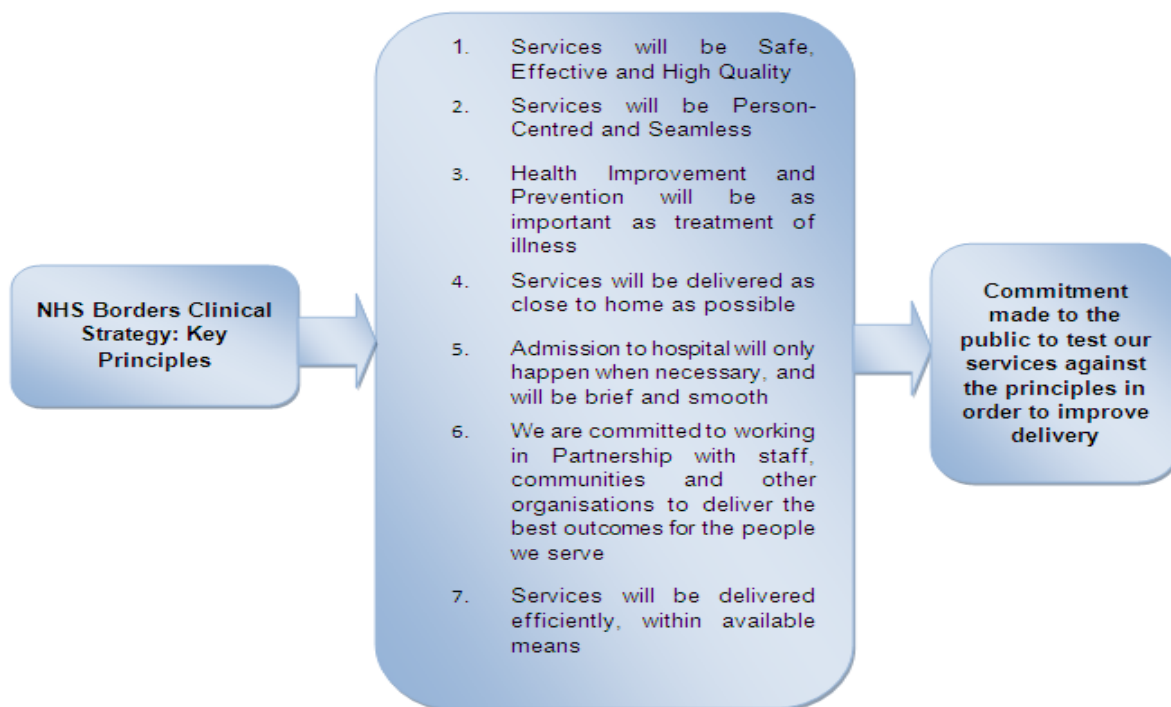 NHS Borders Clinical
Strategy: Key
Principles
1. Services will be Safe,
Effective and High Quality
2. Services will be Person-
Centred and Seamless
3. Health Improvement and
Prevention will be as
important as treatment of
illness
4. Services will be delivered as
close to home as possible
5. Admission to hospital will only
happen when necessary, and
will be brief and smooth
6. We are committed to working
in Partnership with staff,
communities and other
organisations to deliver the
best outcomes for the people
we serve
7. Services will be delivered
efficiently, within available
means
Commitment
made to the
public to test our
services against
the principles in
order to improve
delivery